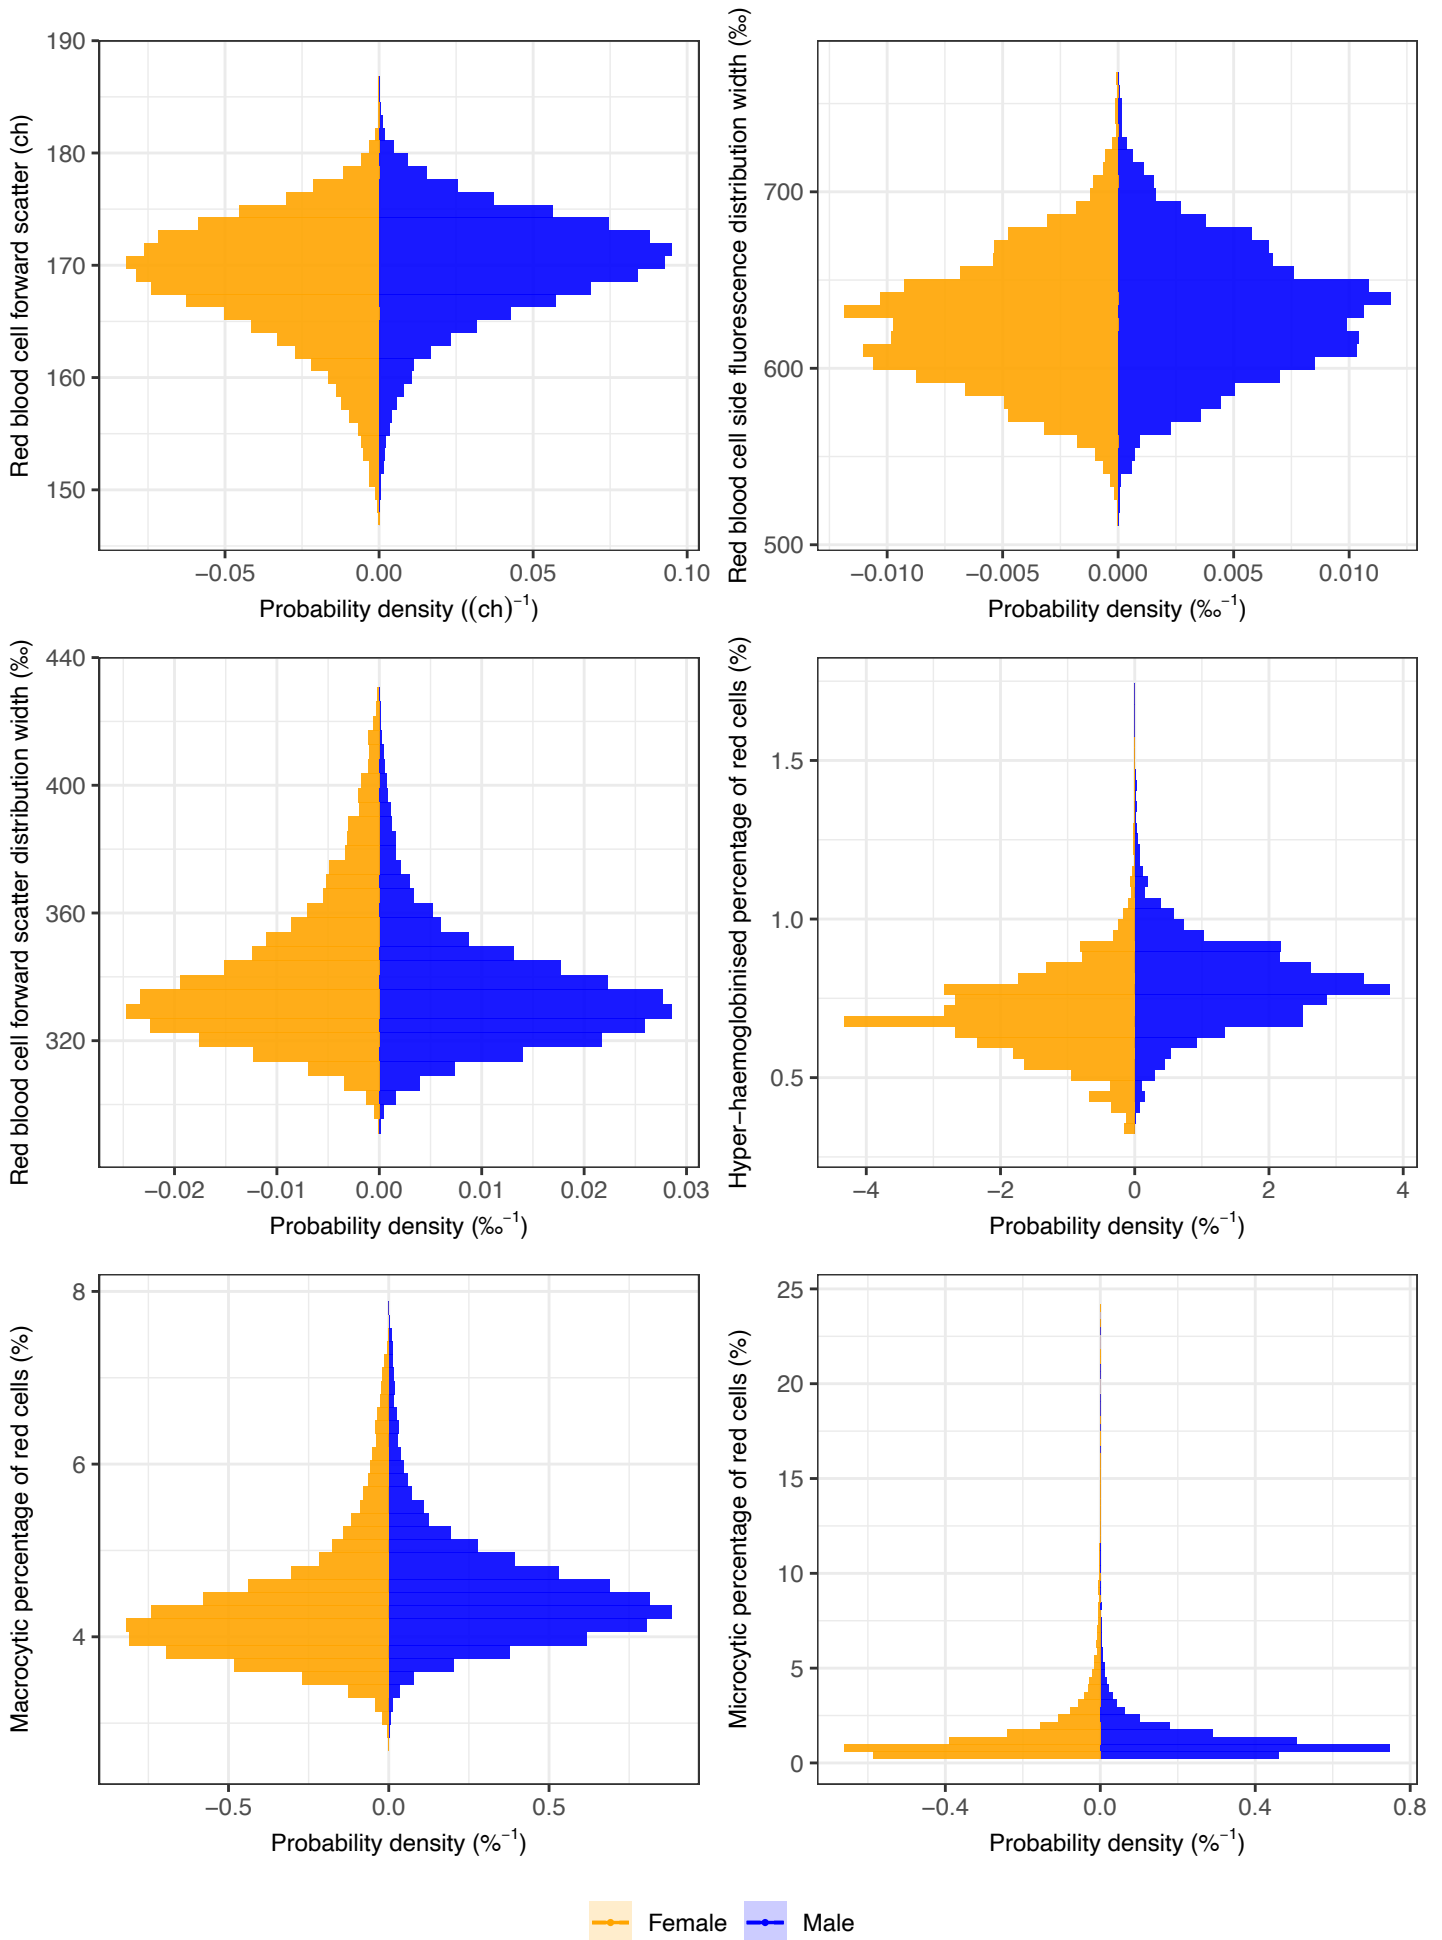 Red blood cell forward scatter (ch)
190
180
170
160
150
−0.05 0.00 0.05 0.10
Probability density ((ch)⁻¹)
Red blood cell side fluorescence distribution width (‰)
700
600
500
−0.010 −0.005 0.000 0.005 0.010
Probability density (‰⁻¹)
Red blood cell forward scatter distribution width (‰)
440
400
360
320
−0.02 −0.01 0.00 0.01 0.02 0.03
Probability density (‰⁻¹)
Hyper−haemoglobinised percentage of red cells (%)
1.5
1.0
0.5
−4 −2 0 2 4
Probability density (%⁻¹)
Macrocytic percentage of red cells (%)
8
6
4
−0.5 0.0 0.5
Probability density (%⁻¹)
Microcytic percentage of red cells (%)
25
20
15
10
5
0
−0.4 0.0 0.4 0.8
Probability density (%⁻¹)
Female Male